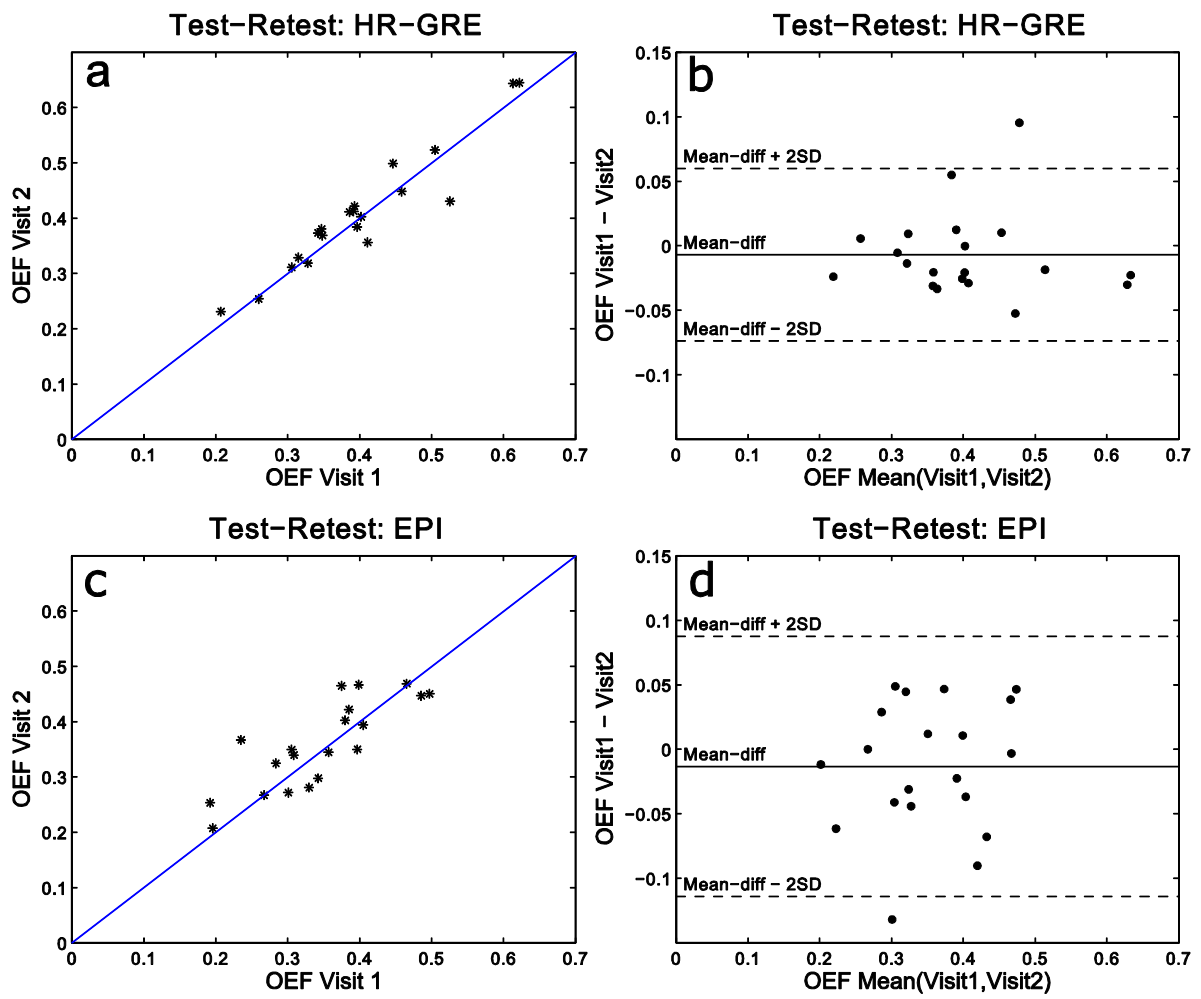 Test−Retest: HR−GRE
a
OEF Visit 2
0.6
0.5
0.4
0.3
0.2
0.1
0
0 0.1 0.2 0.3 0.4 0.5 0.6 0.7
OEF Visit 1
Test−Retest: HR−GRE
b
OEF Visit1 − Visit2
0.15
0.1
0.05
0
−0.05
−0.1
Mean−diff + 2SD
Mean−diff
Mean−diff − 2SD
0 0.1 0.2 0.3 0.4 0.5 0.6 0.7
OEF Mean(Visit1,Visit2)
Test−Retest: EPI
c
OEF Visit 2
0.6
0.5
0.4
0.3
0.2
0.1
0
0 0.1 0.2 0.3 0.4 0.5 0.6 0.7
OEF Visit 1
Test−Retest: EPI
d
OEF Visit1 − Visit2
0.15
0.1
0.05
0
−0.05
−0.1
Mean−diff + 2SD
Mean−diff
Mean−diff − 2SD
0 0.1 0.2 0.3 0.4 0.5 0.6 0.7
OEF Mean(Visit1,Visit2)